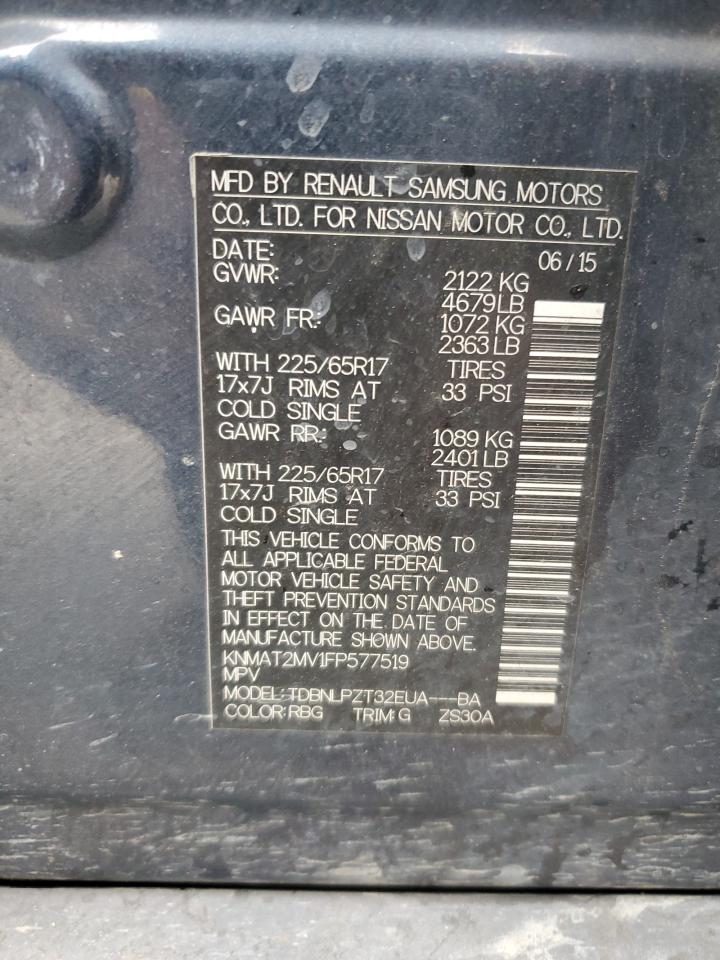 MFD BY RENAULT SAMSUNG MOTORS
CO., LTD. FOR NISSAN MOTOR CO., LTD.
DATE: 06/15
GVWR: 2122 KG
4679 LB
GAWR FR: 1072 KG
2363 LB
WITH 225/65R17 TIRES
17x7J RIMS AT 33 PSI
COLD SINGLE
GAWR RR: 1089 KG
2401 LB
WITH 225/65R17 TIRES
17x7J RIMS AT 33 PSI
COLD SINGLE
THIS VEHICLE CONFORMS TO
ALL APPLICABLE FEDERAL
MOTOR VEHICLE SAFETY AND
THEFT PREVENTION STANDARDS
IN EFFECT ON THE DATE OF
MANUFACTURE SHOWN ABOVE.
KNMAT2MV1FP577519
MPV
MODEL: TDBNLPZT32EUA---BA
COLOR: RBG TRIM: G ZS30A